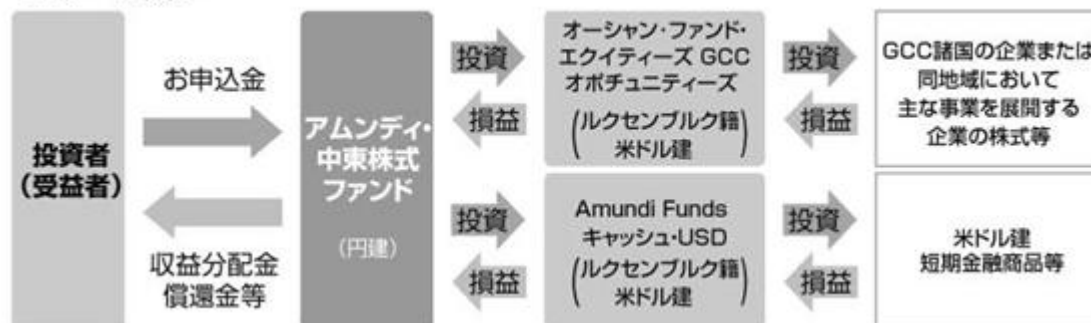 投資者
(受益者)
お申込金
収益分配金
償還金等
アムンディ・
中東株式
ファンド
(円建)
投資
損益
オーシャン・ファンド・
エクイティーズ GCC
オポチュニティーズ
(ルクセンブルク籍
米ドル建)
投資
損益
GCC諸国の企業または
同地域において
主な事業を展開する
企業の株式等
投資
損益
Amundi Funds
キャッシュ・USD
(ルクセンブルク籍
米ドル建)
投資
損益
米ドル建
短期金融商品等